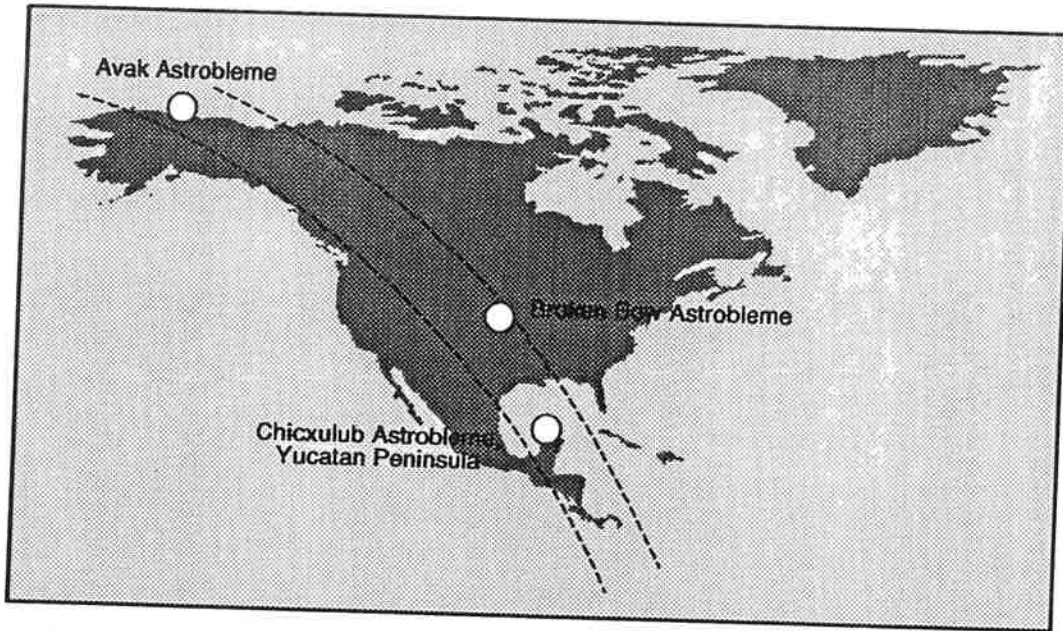 Avak Astrobleme
Broken Bow Astrobleme
Chicxulub Astrobleme,
Yucatan Peninsula